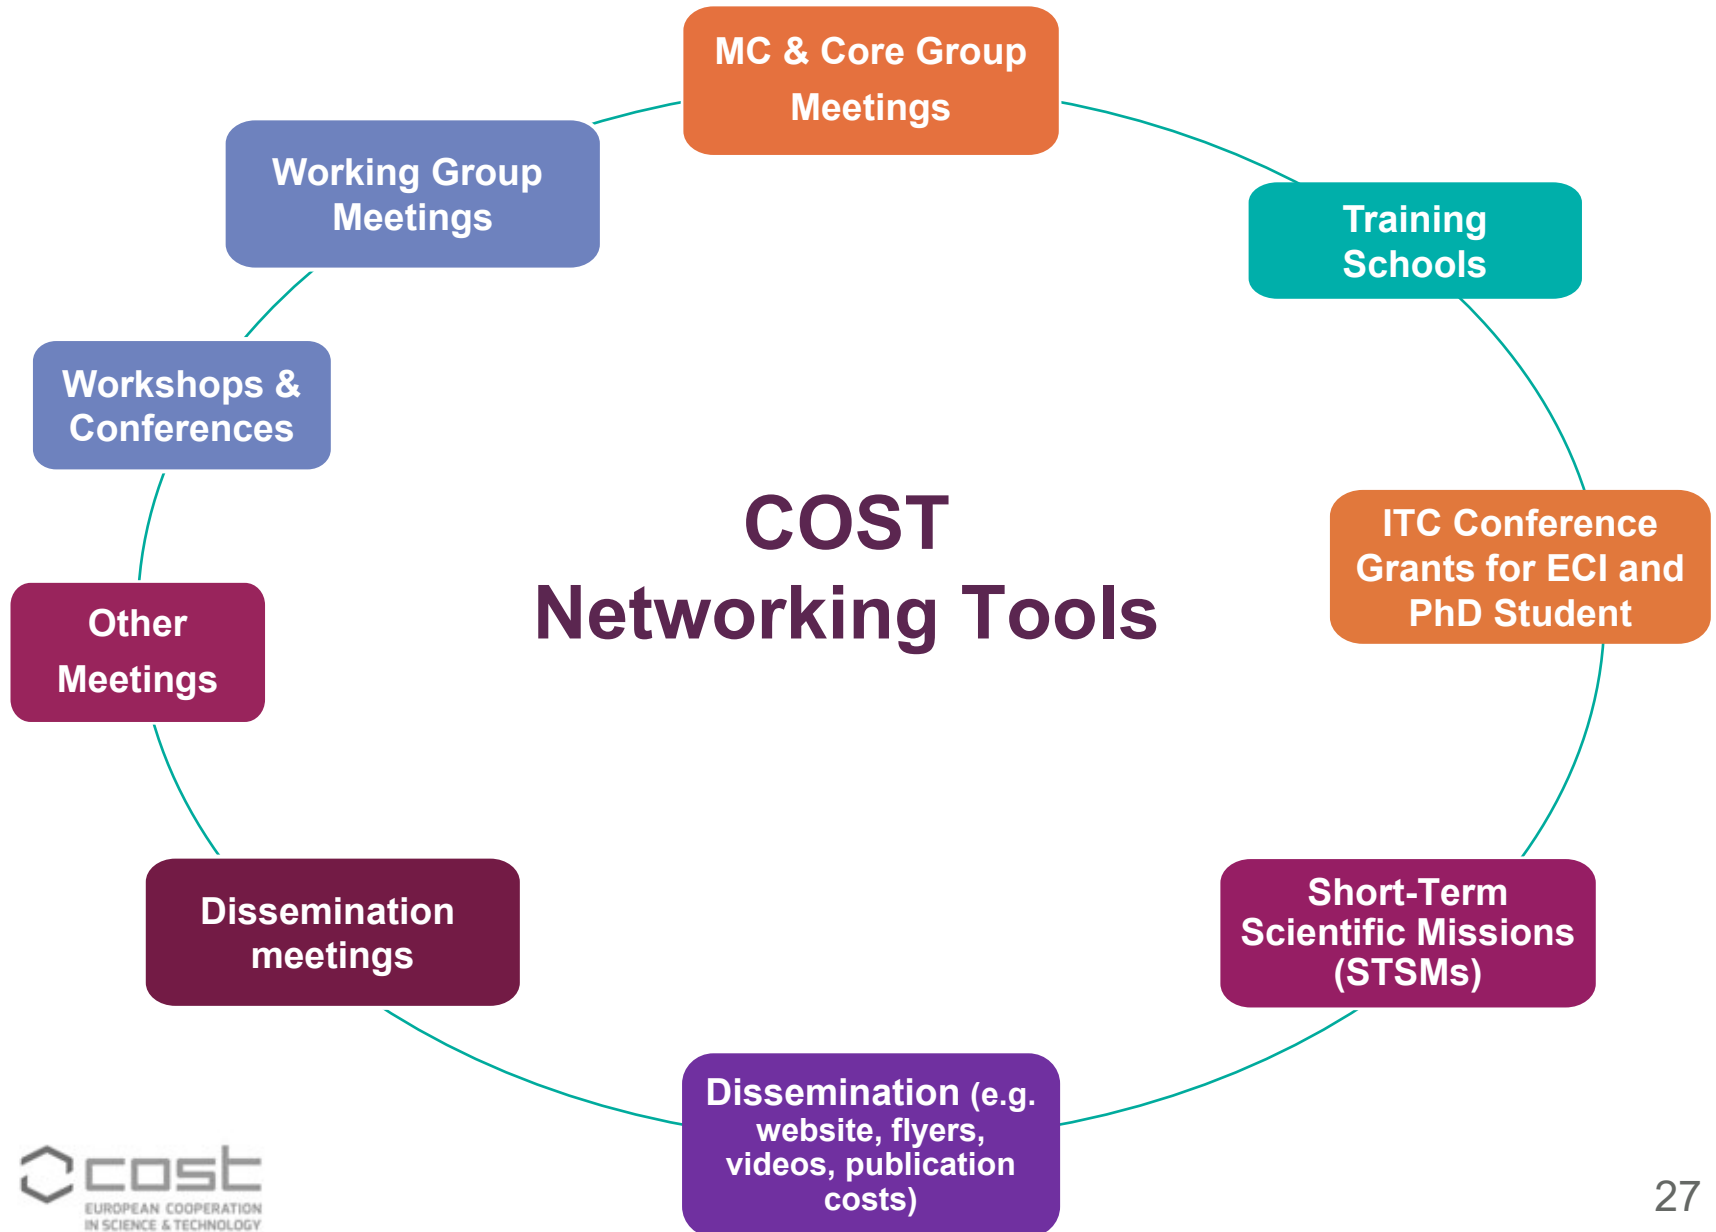 MC & Core Group
Meetings
Working Group
Meetings
Training
Schools
Workshops &
Conferences
COST
Networking Tools
ITC Conference
Grants for ECI and
PhD Student
Other
Meetings
Dissemination
meetings
Short-Term
Scientific Missions
(STSMs)
Dissemination (e.g.
website, flyers,
videos, publication
costs)
cost
EUROPEAN COOPERATION
IN SCIENCE & TECHNOLOGY
27